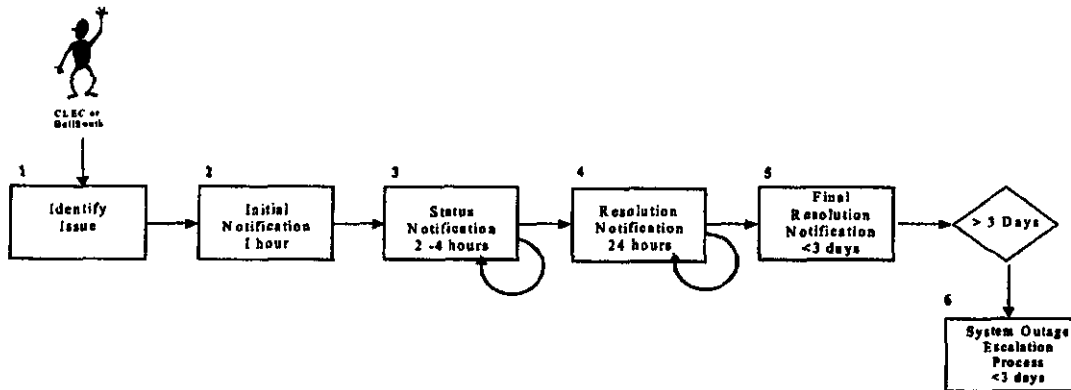 CLEC or
BellSouth
1
Identify
Issue
2
Initial
Notification
1 hour
3
Status
Notification
2 -4 hours
4
Resolution
Notification
24 hours
5
Final
Resolution
Notification
<3 days
> 3 Days
6
System Outage
Escalation
Process
<3 days